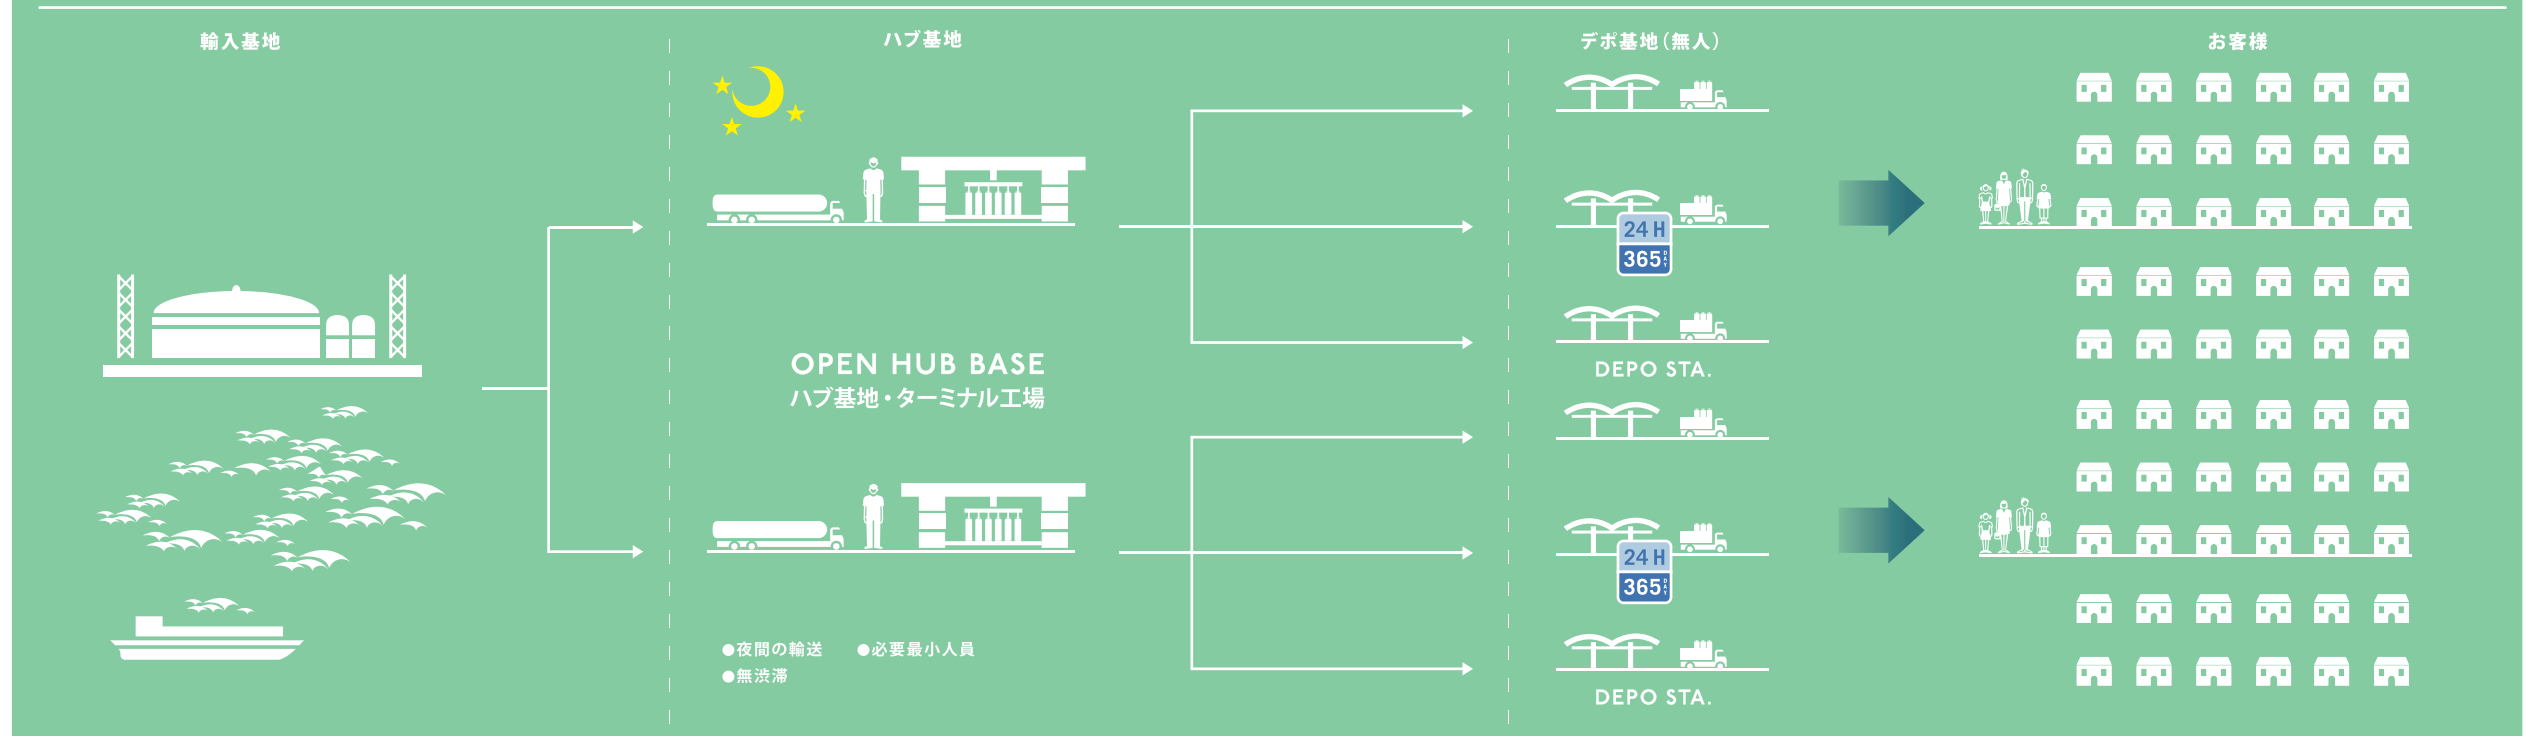 輸入基地
ハブ基地
デポ基地(無人)
お客様
24H
365 DAY
OPEN HUB BASE
ハブ基地・ターミナル工場
DEPO STA.
24H
365 DAY
●夜間の輸送 ●必要最小人員
●無渋滞
DEPO STA.